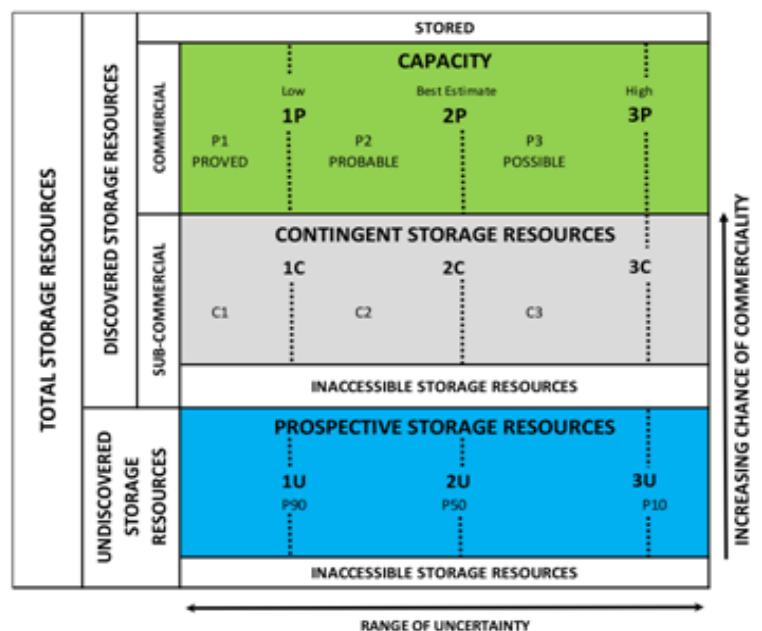 STORED
CAPACITY
Low
Best Estimate
High
1P
2P
3P
P1
PROVED
P2
PROBABLE
P3
POSSIBLE
CONTINGENT STORAGE RESOURCES
1C
2C
3C
C1
C2
C3
INACCESSIBLE STORAGE RESOURCES
PROSPECTIVE STORAGE RESOURCES
1U
2U
3U
P90
P50
P10
INACCESSIBLE STORAGE RESOURCES
TOTAL STORAGE RESOURCES
DISCOVERED STORAGE RESOURCES
COMMERCIAL
SUB-COMMERCIAL
UNDISCOVERED
STORAGE
RESOURCES
INCREASING CHANCE OF COMMERCIALITY
RANGE OF UNCERTAINTY